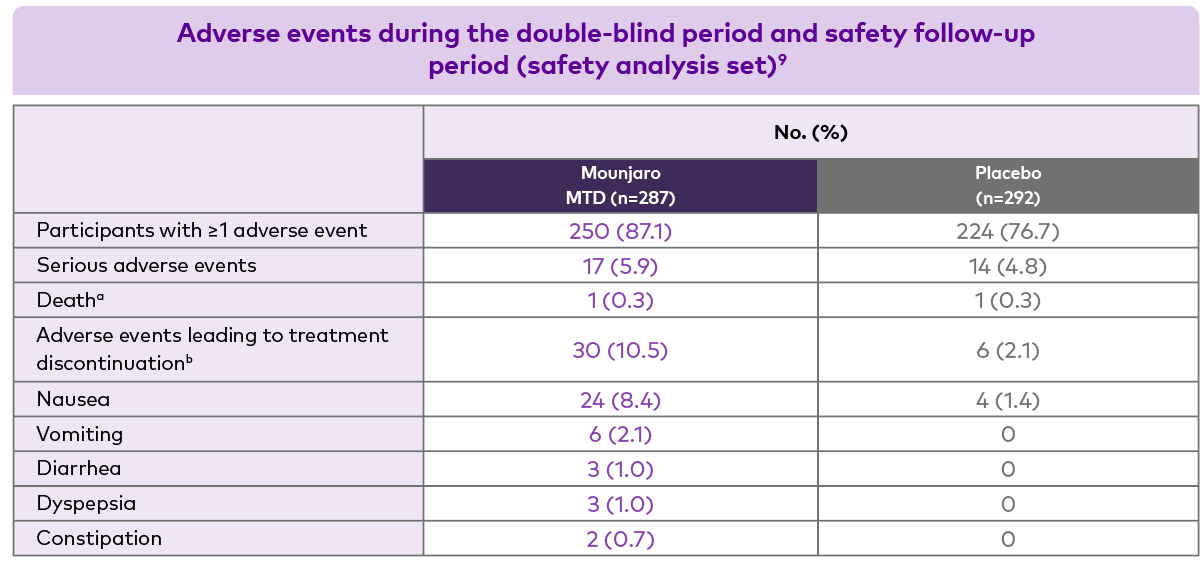 Adverse events during the double-blind period and safety follow-up
period (safety analysis set)⁹
No. (%)
Mounjaro
MTD (n=287)
Placebo
(n=292)
Participants with ≥1 adverse event 250 (87.1) 224 (76.7)
Serious adverse events 17 (5.9) 14 (4.8)
Deathᵃ 1 (0.3) 1 (0.3)
Adverse events leading to treatment
discontinuationᵇ 30 (10.5) 6 (2.1)
Nausea 24 (8.4) 4 (1.4)
Vomiting 6 (2.1) 0
Diarrhea 3 (1.0) 0
Dyspepsia 3 (1.0) 0
Constipation 2 (0.7) 0